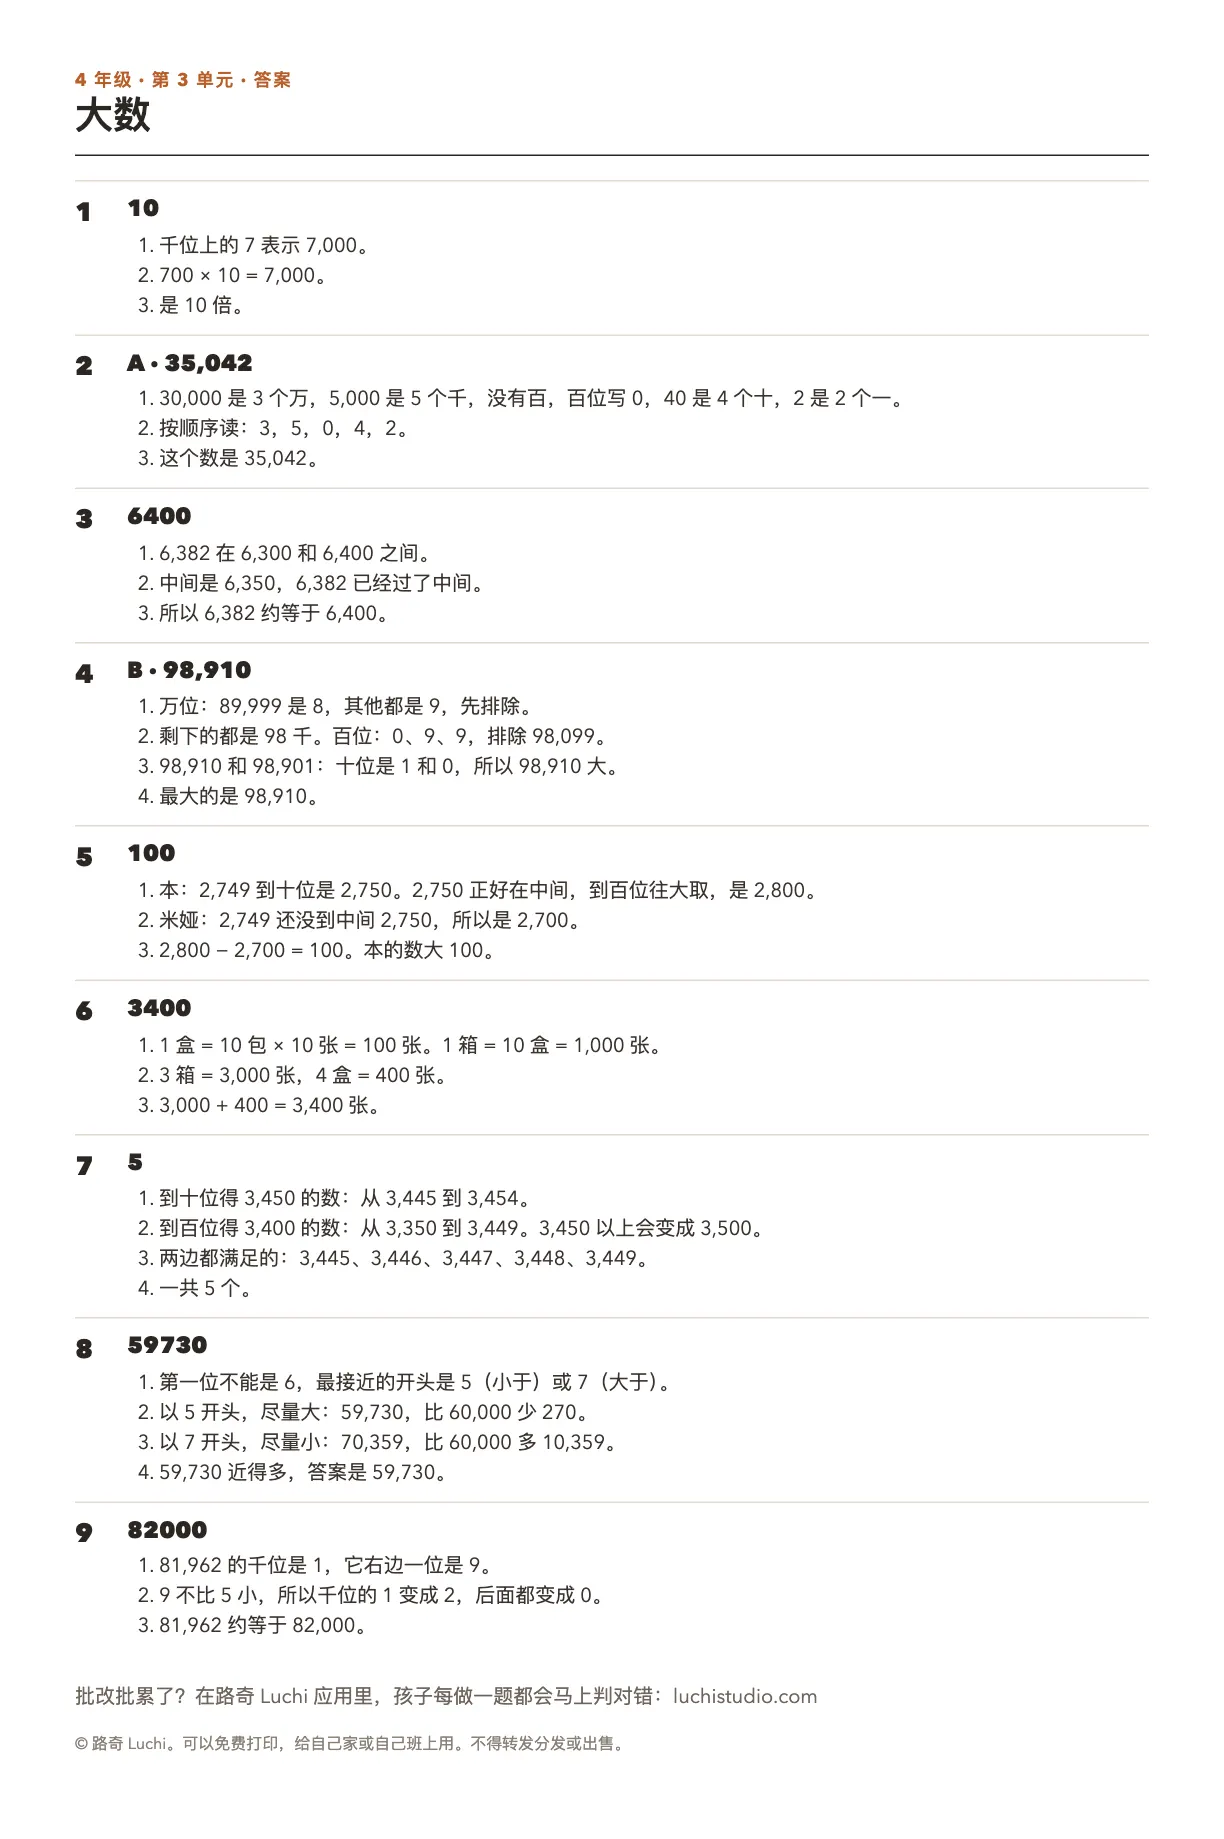 4 年级 · 第 3 单元 · 答案
大数
1 10
1. 千位上的 7 表示 7,000。
2. 700 × 10 = 7,000。
3. 是 10 倍。
2 A · 35,042
1. 30,000 是 3 个万，5,000 是 5 个千，没有百，百位写 0，40 是 4 个十，2 是 2 个一。
2. 按顺序读：3，5，0，4，2。
3. 这个数是 35,042。
3 6400
1. 6,382 在 6,300 和 6,400 之间。
2. 中间是 6,350，6,382 已经过了中间。
3. 所以 6,382 约等于 6,400。
4 B · 98,910
1. 万位：89,999 是 8，其他都是 9，先排除。
2. 剩下的都是 98 千。百位：0、9、9，排除 98,099。
3. 98,910 和 98,901：十位是 1 和 0，所以 98,910 大。
4. 最大的是 98,910。
5 100
1. 本：2,749 到十位是 2,750。2,750 正好在中间，到百位往大取，是 2,800。
2. 米娅：2,749 还没到中间 2,750，所以是 2,700。
3. 2,800 − 2,700 = 100。本的数大 100。
6 3400
1. 1 盒 = 10 包 × 10 张 = 100 张。1 箱 = 10 盒 = 1,000 张。
2. 3 箱 = 3,000 张，4 盒 = 400 张。
3. 3,000 + 400 = 3,400 张。
7 5
1. 到十位得 3,450 的数：从 3,445 到 3,454。
2. 到百位得 3,400 的数：从 3,350 到 3,449。3,450 以上会变成 3,500。
3. 两边都满足的：3,445、3,446、3,447、3,448、3,449。
4. 一共 5 个。
8 59730
1. 第一位不能是 6，最接近的开头是 5（小于）或 7（大于）。
2. 以 5 开头，尽量大：59,730，比 60,000 少 270。
3. 以 7 开头，尽量小：70,359，比 60,000 多 10,359。
4. 59,730 近得多，答案是 59,730。
9 82000
1. 81,962 的千位是 1，它右边一位是 9。
2. 9 不比 5 小，所以千位的 1 变成 2，后面都变成 0。
3. 81,962 约等于 82,000。
批改批累了？在路奇 Luchi 应用里，孩子每做一题都会马上判对错：luchistudio.com
© 路奇 Luchi。可以免费打印，给自己家或自己班上用。不得转发分发或出售。